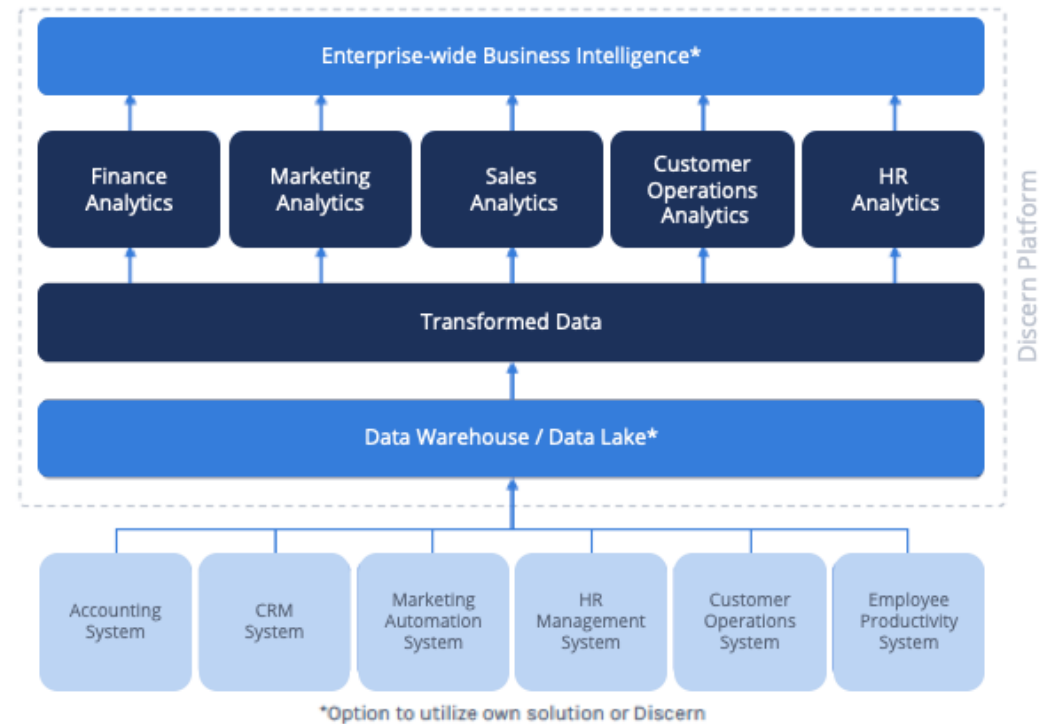 Enterprise-wide Business Intelligence*
Finance
Analytics
Marketing
Analytics
Sales
Analytics
Customer
Operations
Analytics
HR
Analytics
Transformed Data
Data Warehouse / Data Lake*
Discern Platform
Accounting
System
CRM
System
Marketing
Automation
System
HR
Management
System
Customer
Operations
System
Employee
Productivity
System
*Option to utilize own solution or Discern